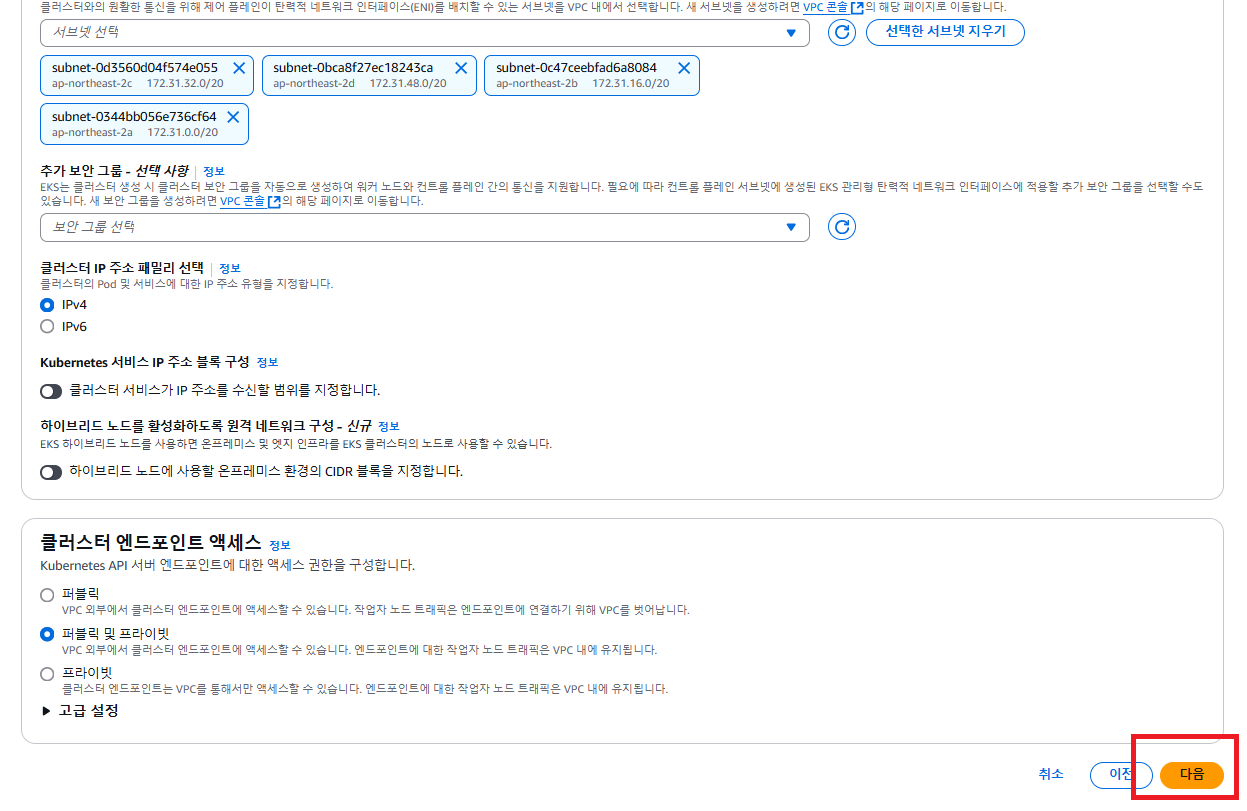 클러스터와의 원활한 통신을 위해 제어 플레인이 탄력적 네트워크 인터페이스(ENI)를 배치할 수 있는 서브넷을 VPC 내에서 선택합니다. 새 서브넷을 생성하려면 VPC 콘솔의 해당 페이지로 이동합니다.
서브넷 선택
선택한 서브넷 지우기
subnet-0d3560d04f574e055
ap-northeast-2c 172.31.32.0/20
subnet-0bca8f27ec18243ca
ap-northeast-2d 172.31.48.0/20
subnet-0c47ceebfad6a8084
ap-northeast-2b 172.31.16.0/20
subnet-0344bb056e736cf64
ap-northeast-2a 172.31.0.0/20
추가 보안 그룹 - 선택 사항 정보
EKS는 클러스터 생성 시 클러스터 보안 그룹을 자동으로 생성하여 워커 노드와 컨트롤 플레인 간의 통신을 지원합니다. 필요에 따라 컨트롤 플레인 서브넷에 생성된 EKS 관리형 탄력적 네트워크 인터페이스에 적용할 추가 보안 그룹을 선택할 수도
있습니다. 새 보안 그룹을 생성하려면 VPC 콘솔의 해당 페이지로 이동합니다.
보안 그룹 선택
클러스터 IP 주소 패밀리 선택 정보
클러스터의 Pod 및 서비스에 대한 IP 주소 유형을 지정합니다.
IPv4
IPv6
Kubernetes 서비스 IP 주소 블록 구성 정보
클러스터 서비스가 IP 주소를 수신할 범위를 지정합니다.
하이브리드 노드를 활성화하도록 원격 네트워크 구성 - 신규 정보
EKS 하이브리드 노드를 사용하면 온프레미스 및 엣지 인프라를 EKS 클러스터의 노드로 사용할 수 있습니다.
하이브리드 노드에 사용할 온프레미스 환경의 CIDR 블록을 지정합니다.
클러스터 엔드포인트 액세스 정보
Kubernetes API 서버 엔드포인트에 대한 액세스 권한을 구성합니다.
퍼블릭
VPC 외부에서 클러스터 엔드포인트에 액세스할 수 있습니다. 작업자 노드 트래픽은 엔드포인트에 연결하기 위해 VPC를 벗어납니다.
퍼블릭 및 프라이빗
VPC 외부에서 클러스터 엔드포인트에 액세스할 수 있습니다. 엔드포인트에 대한 작업자 노드 트래픽은 VPC 내에 유지됩니다.
프라이빗
클러스터 엔드포인트는 VPC를 통해서만 액세스할 수 있습니다. 엔드포인트에 대한 작업자 노드 트래픽은 VPC 내에 유지됩니다.
고급 설정
취소 이전 다음